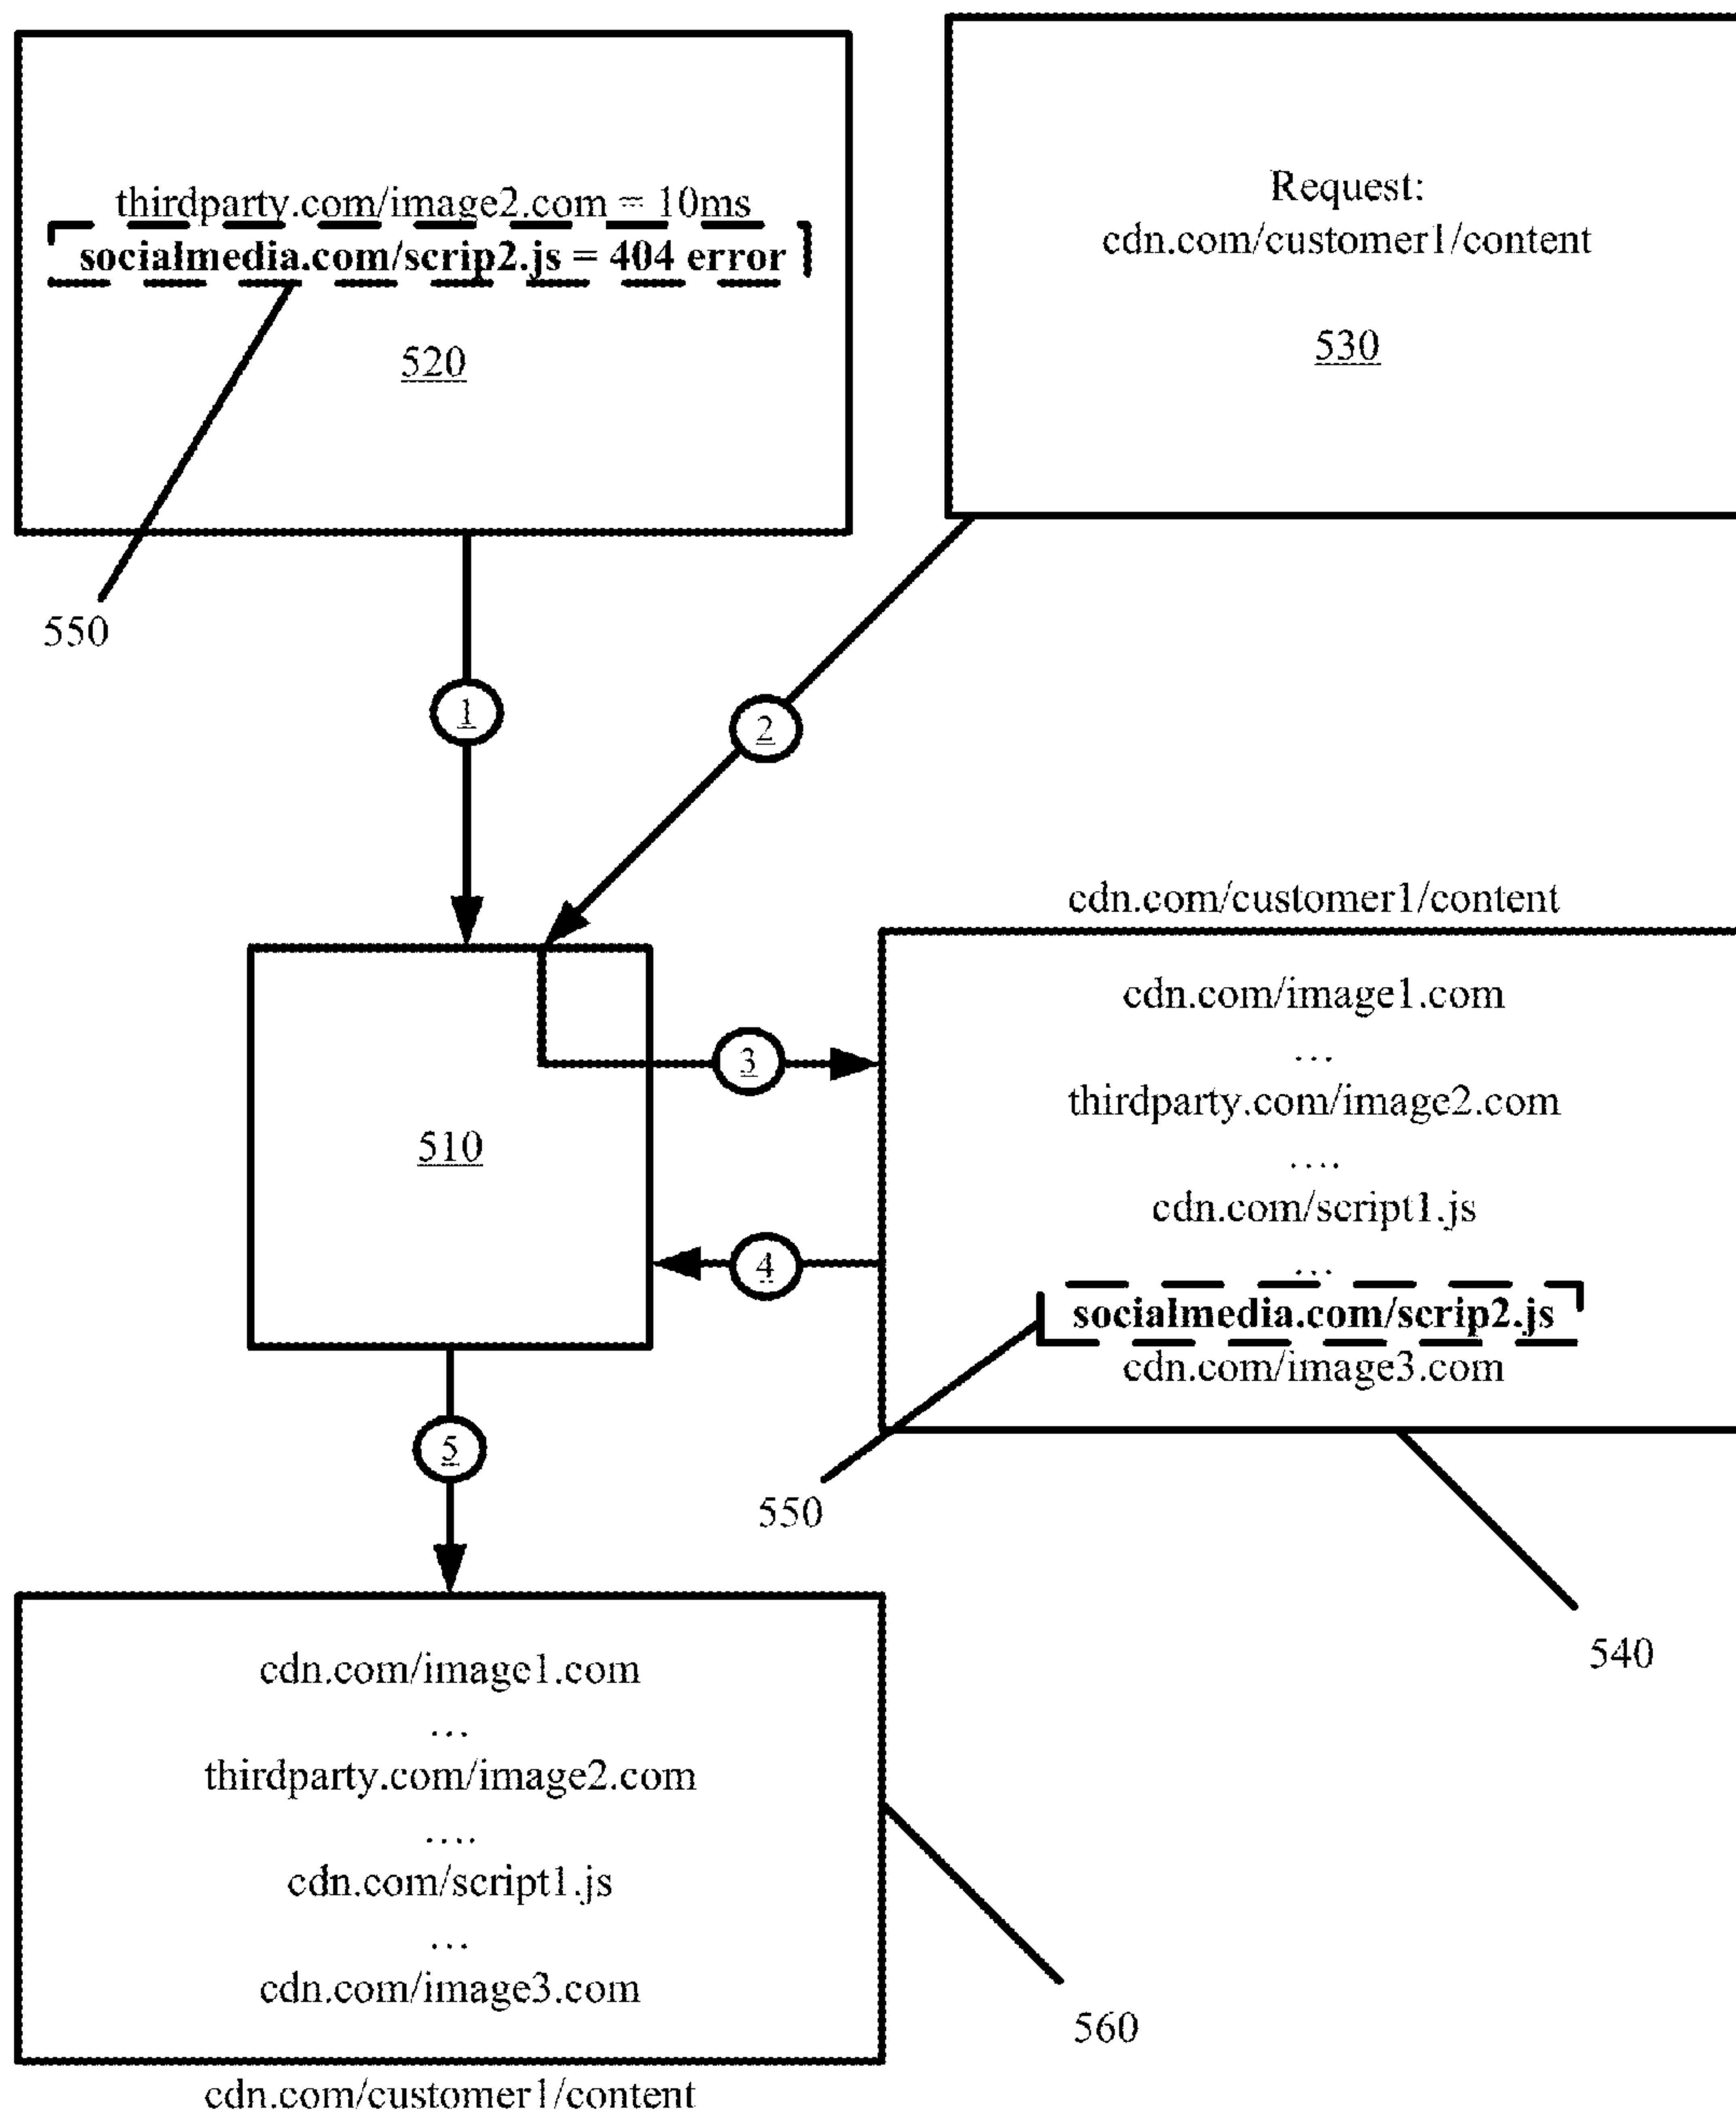 thirdparty.com/image2.com = 10ms
socialmedia.com/scrip2.js = 404 error
520
550
Request:
cdn.com/customer1/content
530
1
2
510
3
4
5
cdn.com/customer1/content
cdn.com/image1.com
...
thirdparty.com/image2.com
....
cdn.com/script1.js
...
socialmedia.com/scrip2.js
cdn.com/image3.com
550
540
cdn.com/image1.com
...
thirdparty.com/image2.com
....
cdn.com/script1.js
...
cdn.com/image3.com
560
cdn.com/customer1/content